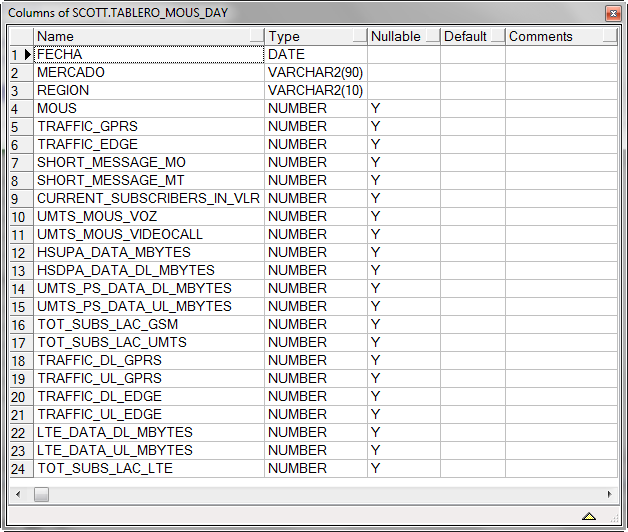 Columns of SCOTT.TABLERO_MOUS_DAY
Name Type Nullable Default Comments
1 FECHA DATE
2 MERCADO VARCHAR2(90)
3 REGION VARCHAR2(10)
4 MOUS NUMBER Y
5 TRAFFIC_GPRS NUMBER Y
6 TRAFFIC_EDGE NUMBER Y
7 SHORT_MESSAGE_MO NUMBER Y
8 SHORT_MESSAGE_MT NUMBER Y
9 CURRENT_SUBSCRIBERS_IN_VLR NUMBER Y
10 UMTS_MOUS_VOZ NUMBER Y
11 UMTS_MOUS_VIDEOCALL NUMBER Y
12 HSUPA_DATA_MBYTES NUMBER Y
13 HSDPA_DATA_DL_MBYTES NUMBER Y
14 UMTS_PS_DATA_DL_MBYTES NUMBER Y
15 UMTS_PS_DATA_UL_MBYTES NUMBER Y
16 TOT_SUBS_LAC_GSM NUMBER Y
17 TOT_SUBS_LAC_UMTS NUMBER Y
18 TRAFFIC_DL_GPRS NUMBER Y
19 TRAFFIC_UL_GPRS NUMBER Y
20 TRAFFIC_DL_EDGE NUMBER Y
21 TRAFFIC_UL_EDGE NUMBER Y
22 LTE_DATA_DL_MBYTES NUMBER Y
23 LTE_DATA_UL_MBYTES NUMBER Y
24 TOT_SUBS_LAC_LTE NUMBER Y